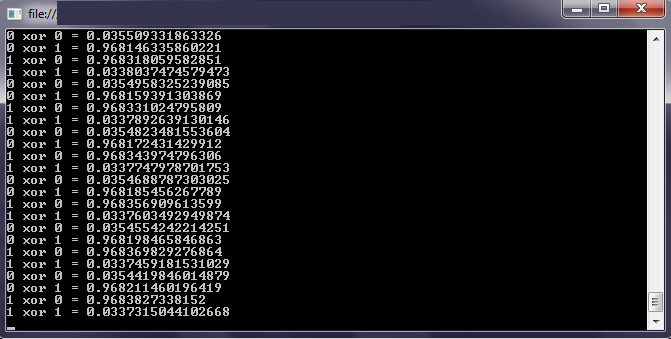 file://
0 xor 0 = 0.035509331863326
0 xor 1 = 0.968146335860221
1 xor 0 = 0.968318059582851
1 xor 1 = 0.0338037474579473
0 xor 0 = 0.0354958325239085
0 xor 1 = 0.968159391303869
1 xor 0 = 0.968331024795809
1 xor 1 = 0.0337892639130146
0 xor 0 = 0.0354823481553604
0 xor 1 = 0.968172431429912
1 xor 0 = 0.968343974796306
1 xor 1 = 0.0337747978701753
0 xor 0 = 0.0354688787303025
0 xor 1 = 0.968185456267789
1 xor 0 = 0.968356909613599
1 xor 1 = 0.0337603492949874
0 xor 0 = 0.0354554242214251
0 xor 1 = 0.968198465846863
1 xor 0 = 0.968369829276864
1 xor 1 = 0.0337459181531029
0 xor 0 = 0.0354419846014879
0 xor 1 = 0.968211460196419
1 xor 0 = 0.9683827338152
1 xor 1 = 0.0337315044102668